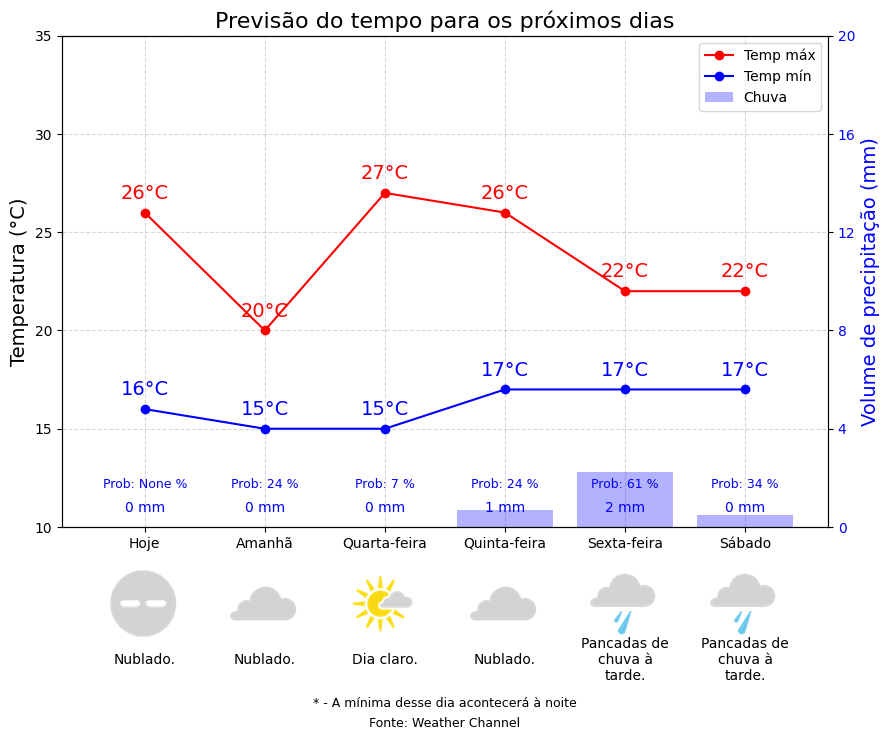 Previsão do tempo para os próximos dias
Temperatura (°C)
Volume de precipitação (mm)
35
30
25
20
15
10
20
16
12
8
4
0
Temp máx
Temp mín
Chuva
26°C
20°C
27°C
26°C
22°C
22°C
16°C
15°C
15°C
17°C
17°C
17°C
Prob: None %
Prob: 24 %
Prob: 7 %
Prob: 24 %
Prob: 61 %
Prob: 34 %
0 mm
0 mm
0 mm
1 mm
2 mm
0 mm
Hoje
Amanhã
Quarta-feira
Quinta-feira
Sexta-feira
Sábado
Nublado.
Nublado.
Dia claro.
Nublado.
Pancadas de
chuva à
tarde.
Pancadas de
chuva à
tarde.
* - A mínima desse dia acontecerá à noite
Fonte: Weather Channel